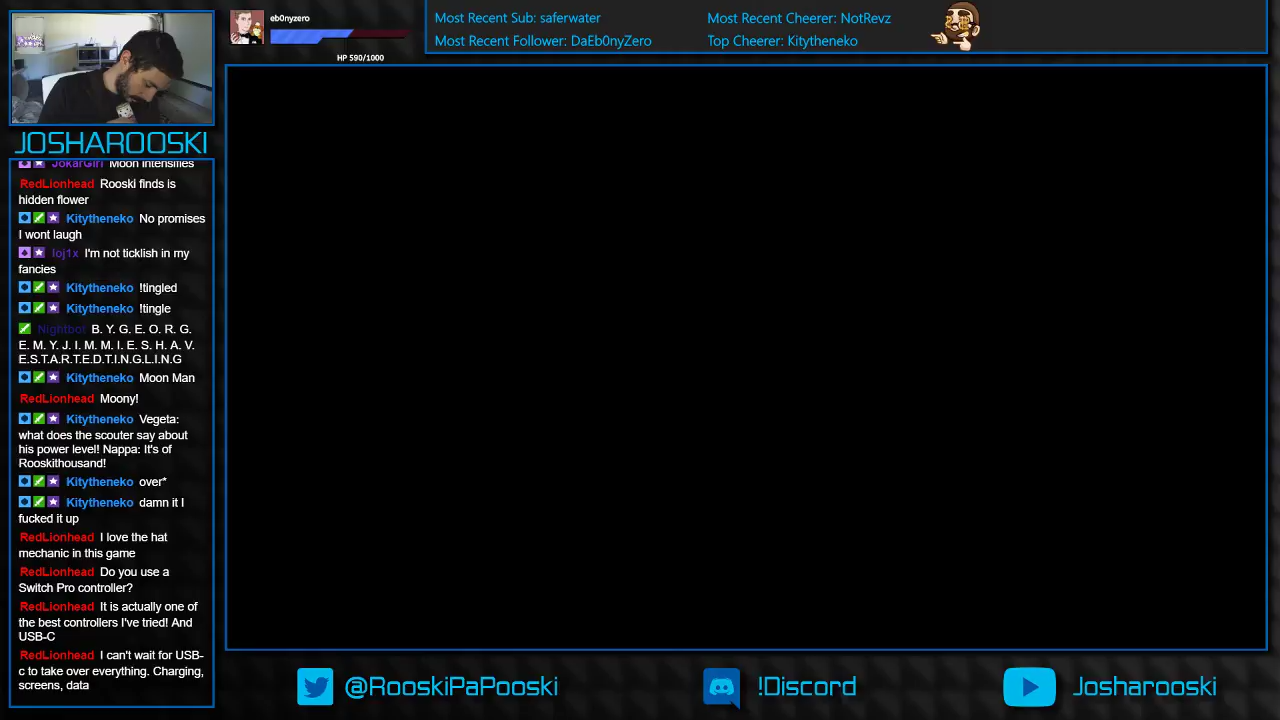 eb0nyzero
HP 590/1000
Most Recent Sub: saferwater
Most Recent Cheerer: NotRevz
Most Recent Follower: DaEb0nyZero
Top Cheerer: Kitytheneko
JOSHAROOSKI
JokarGirl Moon Intensifies
RedLionhead Rooski finds is
hidden flower
Kitytheneko No promises
I wont laugh
loj1x I'm not ticklish in my
fancies
Kitytheneko !tingled
Kitytheneko !tingle
Nightbot B. Y. G. E. O. R. G.
E. M. Y. J. I. M. M. I. E. S. H. A. V.
E.S.T.A.R.T.E.D.T.I.N.G.L.I.N.G
Kitytheneko Moon Man
RedLionhead Moony!
Kitytheneko Vegeta:
what does the scouter say about
his power level! Nappa: It's of
Rooskithousand!
Kitytheneko over*
Kitytheneko damn it I
fucked it up
RedLionhead I love the hat
mechanic in this game
RedLionhead Do you use a
Switch Pro controller?
RedLionhead It is actually one of
the best controllers I've tried! And
USB-C
RedLionhead I can't wait for USB-
c to take over everything. Charging,
screens, data
@RooskiPaPooski
!Discord
Josharooski